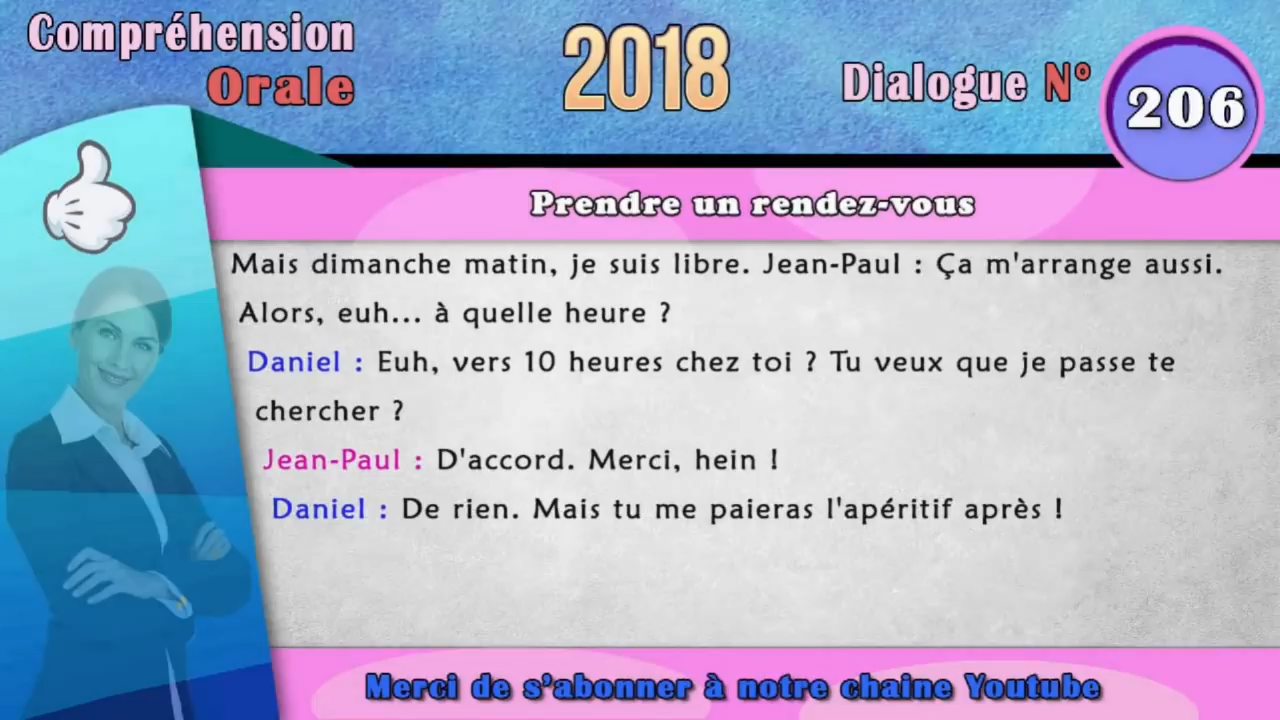 Compréhension
Orale
2018
Dialogue N°
206
Prendre un rendez-vous
Mais dimanche matin, je suis libre. Jean-Paul : Ça m'arrange aussi.
Alors, euh... à quelle heure ?
Daniel : Euh, vers 10 heures chez toi ? Tu veux que je passe te
chercher ?
Jean-Paul : D'accord. Merci, hein !
Daniel : De rien. Mais tu me paieras l'apéritif après !
Merci de s'abonner à notre chaine Youtube